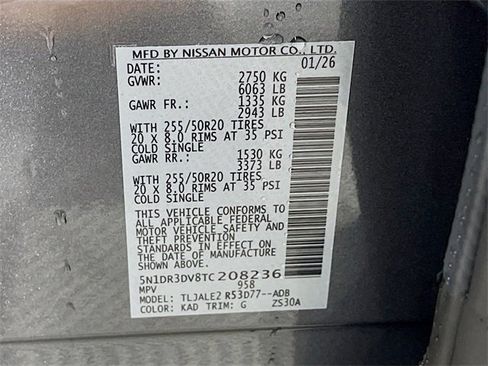 MFD BY NISSAN MOTOR CO., LTD.
DATE: 01/26
GVWR: 2750 KG
6063 LB
GAWR FR.: 1335 KG
2943 LB
WITH 255/50R20 TIRES
20 X 8.0 RIMS AT 35 PSI
COLD SINGLE
GAWR RR.: 1530 KG
3373 LB
WITH 255/50R20 TIRES
20 X 8.0 RIMS AT 35 PSI
COLD SINGLE
THIS VEHICLE CONFORMS TO
ALL APPLICABLE FEDERAL
MOTOR VEHICLE SAFETY AND
THEFT PREVENTION
STANDARDS IN EFFECT ON
THE DATE OF MANUFACTURE
SHOWN ABOVE.
5N1DR3DV8TC208236
MPV 958
MODEL: TLJALE2 R53D77--ADB
COLOR: KAD TRIM: G ZS30A